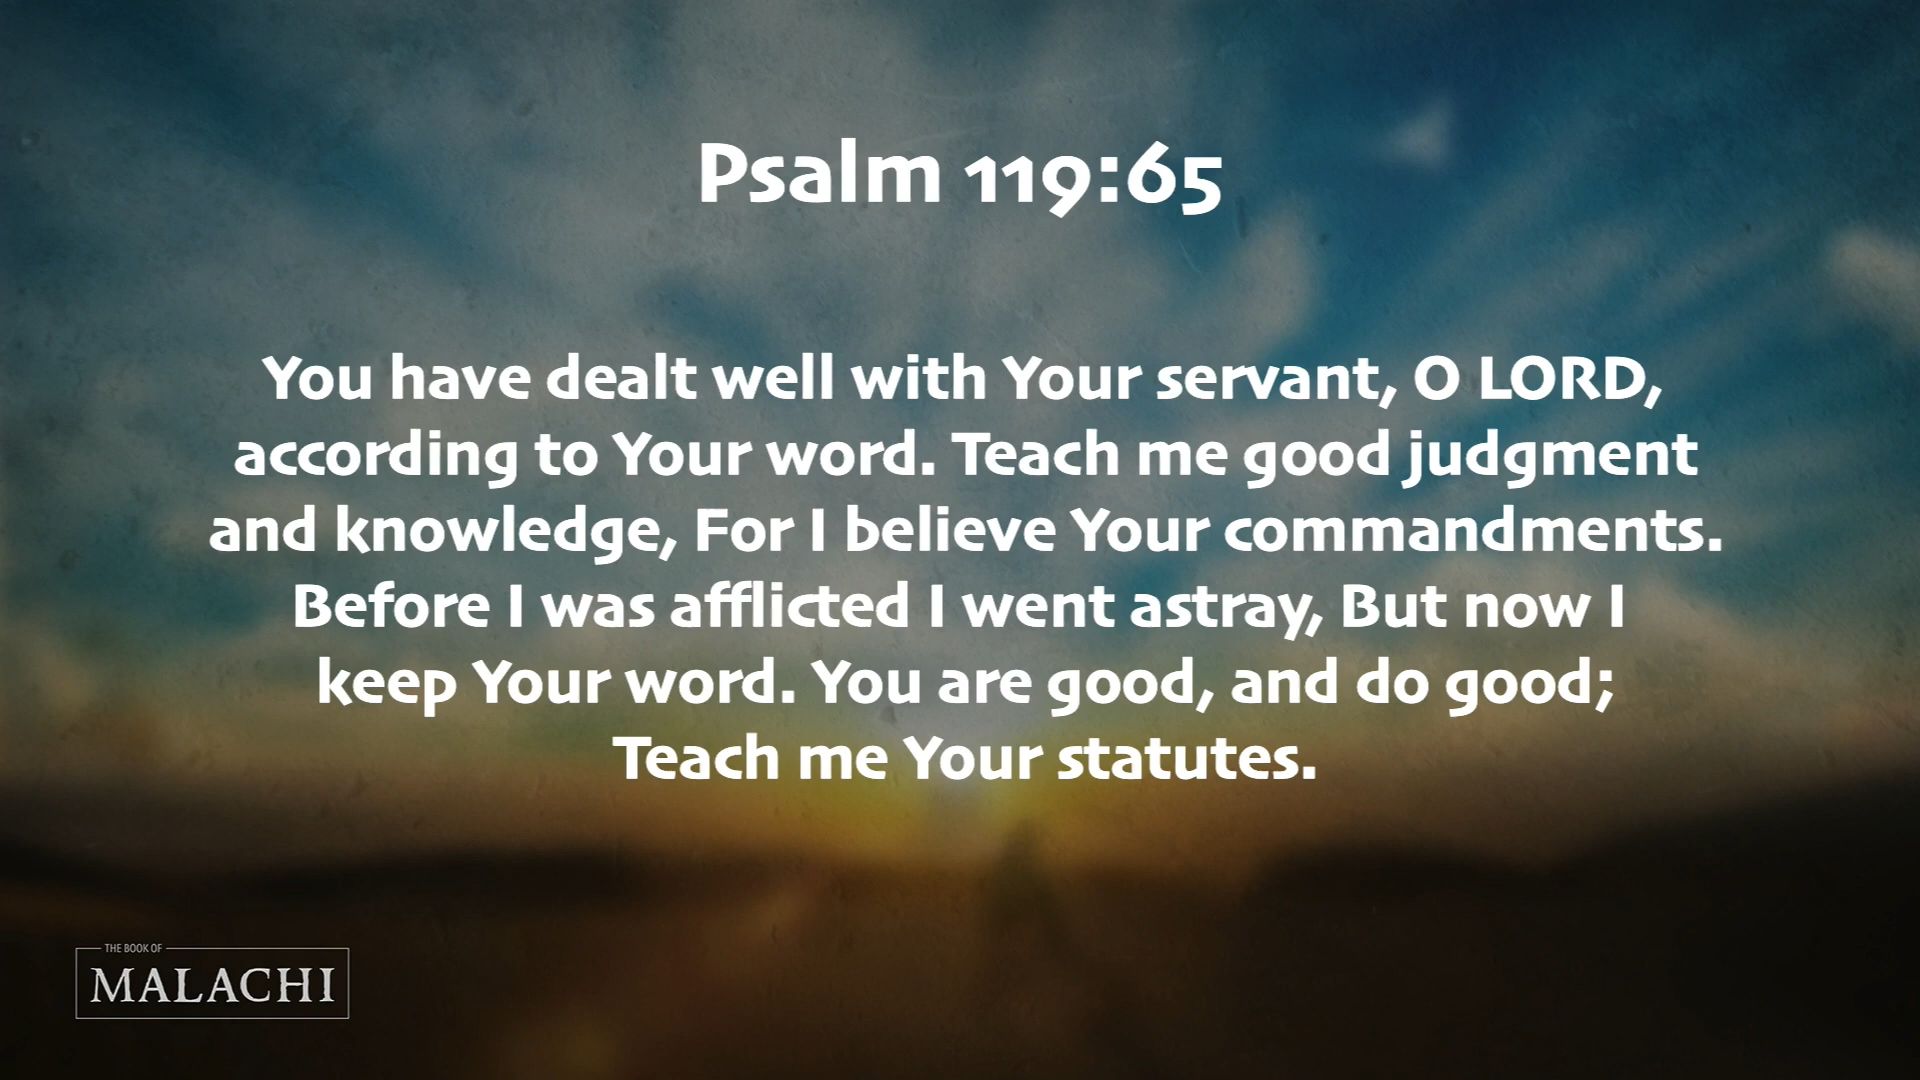 Psalm 119:65
You have dealt well with Your servant, O LORD,
according to Your word. Teach me good judgment
and knowledge, For I believe Your commandments.
Before I was afflicted I went astray, But now I
keep Your word. You are good, and do good;
Teach me Your statutes.
THE BOOK OF
MALACHI